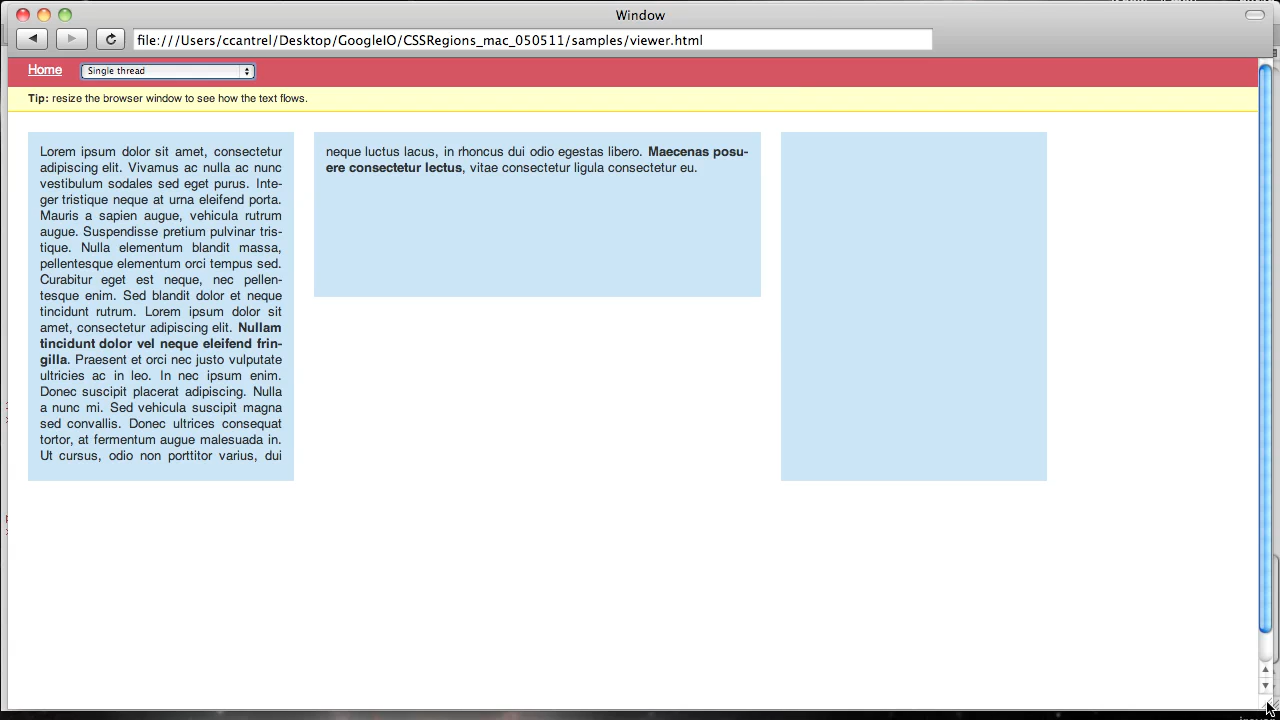 Window
file:///Users/ccantrel/Desktop/GoogleIO/CSSRegions_mac_050511/samples/viewer.html
Home
Single thread
Tip: resize the browser window to see how the text flows.
Lorem ipsum dolor sit amet, consectetur
adipiscing elit. Vivamus ac nulla ac nunc
vestibulum sodales sed eget purus. Inte-
ger tristique neque at urna eleifend porta.
Mauris a sapien augue, vehicula rutrum
augue. Suspendisse pretium pulvinar tris-
tique. Nulla elementum blandit massa,
pellentesque elementum orci tempus sed.
Curabitur eget est neque, nec pellen-
tesque enim. Sed blandit dolor et neque
tincidunt rutrum. Lorem ipsum dolor sit
amet, consectetur adipiscing elit. Nullam
tincidunt dolor vel neque eleifend frin-
gilla. Praesent et orci nec justo vulputate
ultricies ac in leo. In nec ipsum enim.
Donec suscipit placerat adipiscing. Nulla
a nunc mi. Sed vehicula suscipit magna
sed convallis. Donec ultrices consequat
tortor, at fermentum augue malesuada in.
Ut cursus, odio non porttitor varius, dui
neque luctus lacus, in rhoncus dui odio egestas libero. Maecenas posu-
ere consectetur lectus, vitae consectetur ligula consectetur eu.